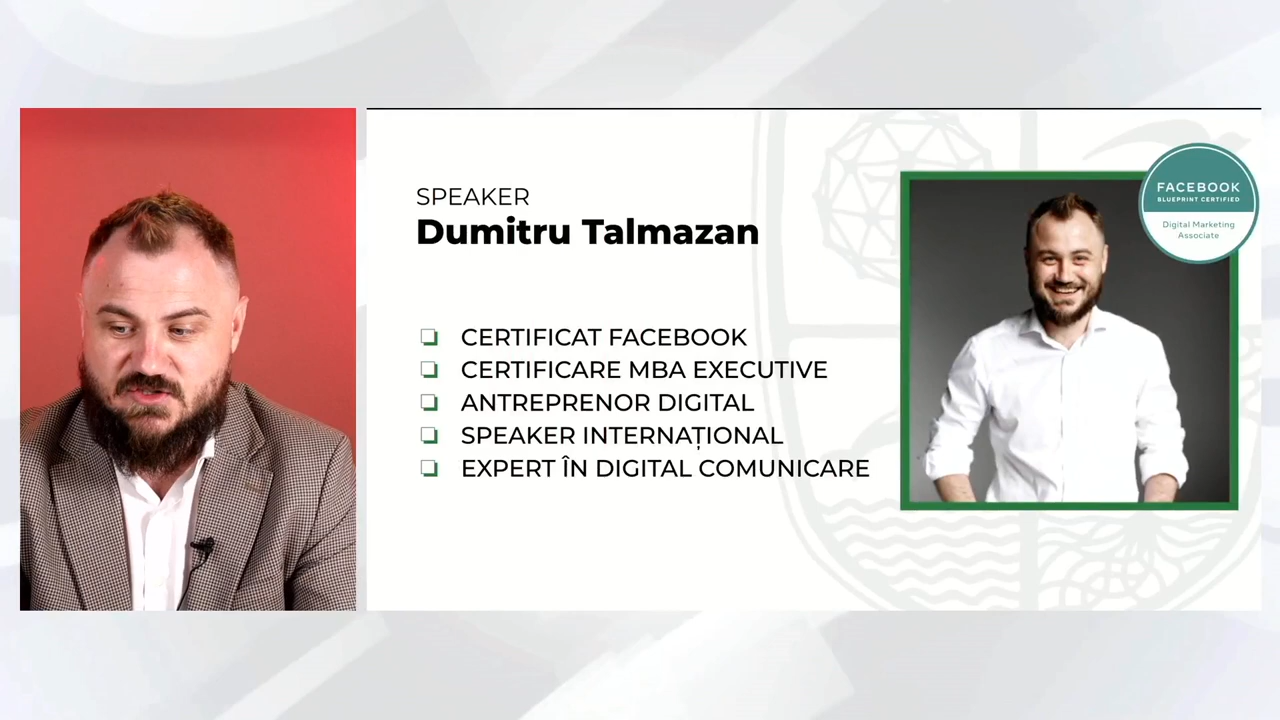 SPEAKER
Dumitru Talmazan
CERTIFICAT FACEBOOK
CERTIFICARE MBA EXECUTIVE
ANTREPRENOR DIGITAL
SPEAKER INTERNAȚIONAL
EXPERT ÎN DIGITAL COMUNICARE
FACEBOOK
BLUEPRINT CERTIFIED
Digital Marketing
Associate